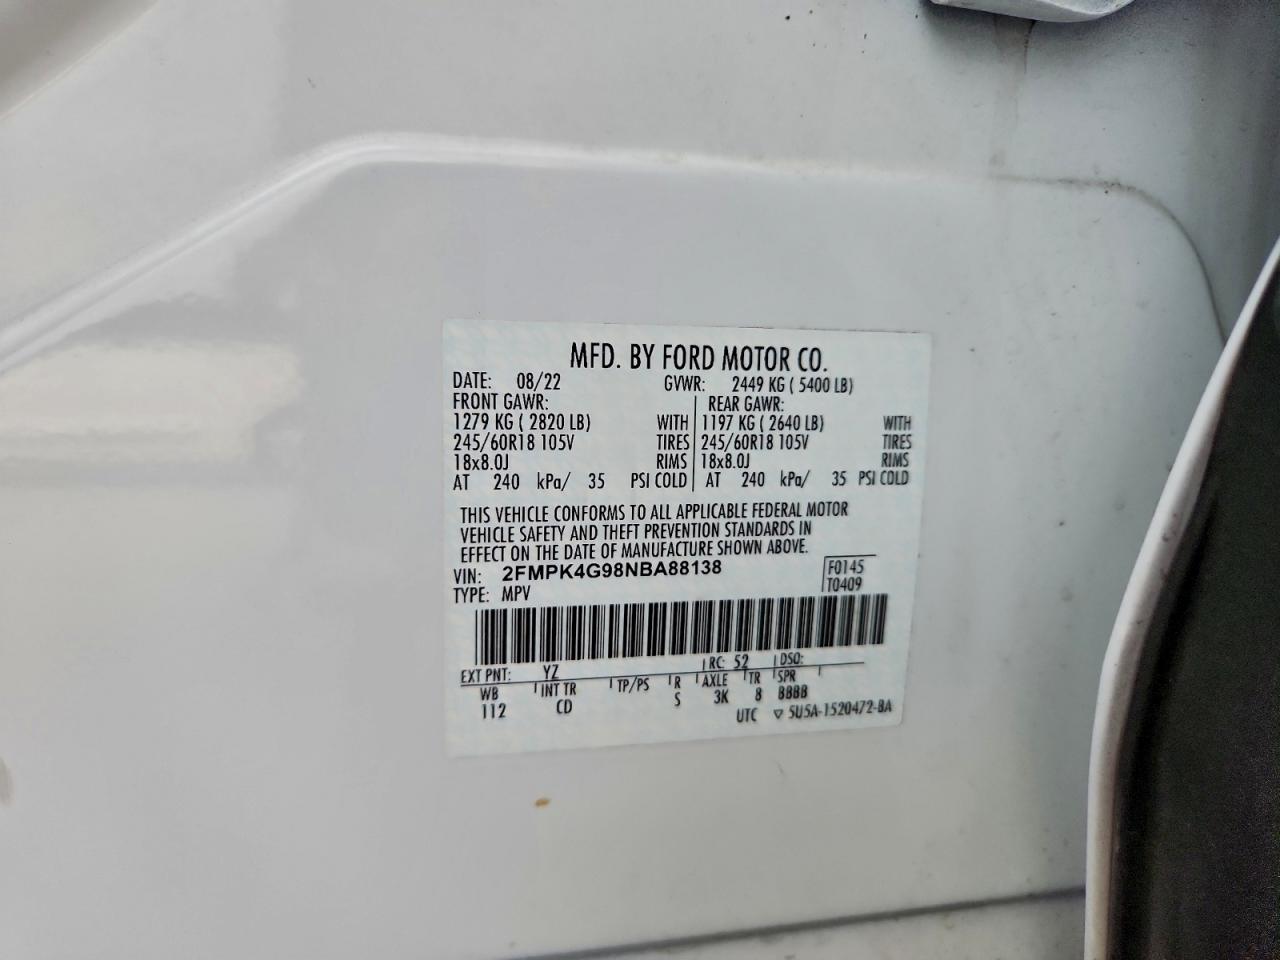 MFD. BY FORD MOTOR CO.
DATE: 08/22 GVWR: 2449 KG ( 5400 LB)
FRONT GAWR: REAR GAWR:
1279 KG ( 2820 LB) WITH 1197 KG ( 2640 LB) WITH
245/60R18 105V TIRES 245/60R18 105V TIRES
18x8.0J RIMS 18x8.0J RIMS
AT 240 kPa/ 35 PSI COLD AT 240 kPa/ 35 PSI COLD
THIS VEHICLE CONFORMS TO ALL APPLICABLE FEDERAL MOTOR
VEHICLE SAFETY AND THEFT PREVENTION STANDARDS IN
EFFECT ON THE DATE OF MANUFACTURE SHOWN ABOVE.
VIN: 2FMPK4G98NBA88138 F0145
TYPE: MPV T0409
EXT PNT: YZ RC: 52 DSO:
WB INT TR TP/PS R AXLE TR SPR
112 CD S 3K 8 8888
UTC ▽ 5U5A-1520472-BA